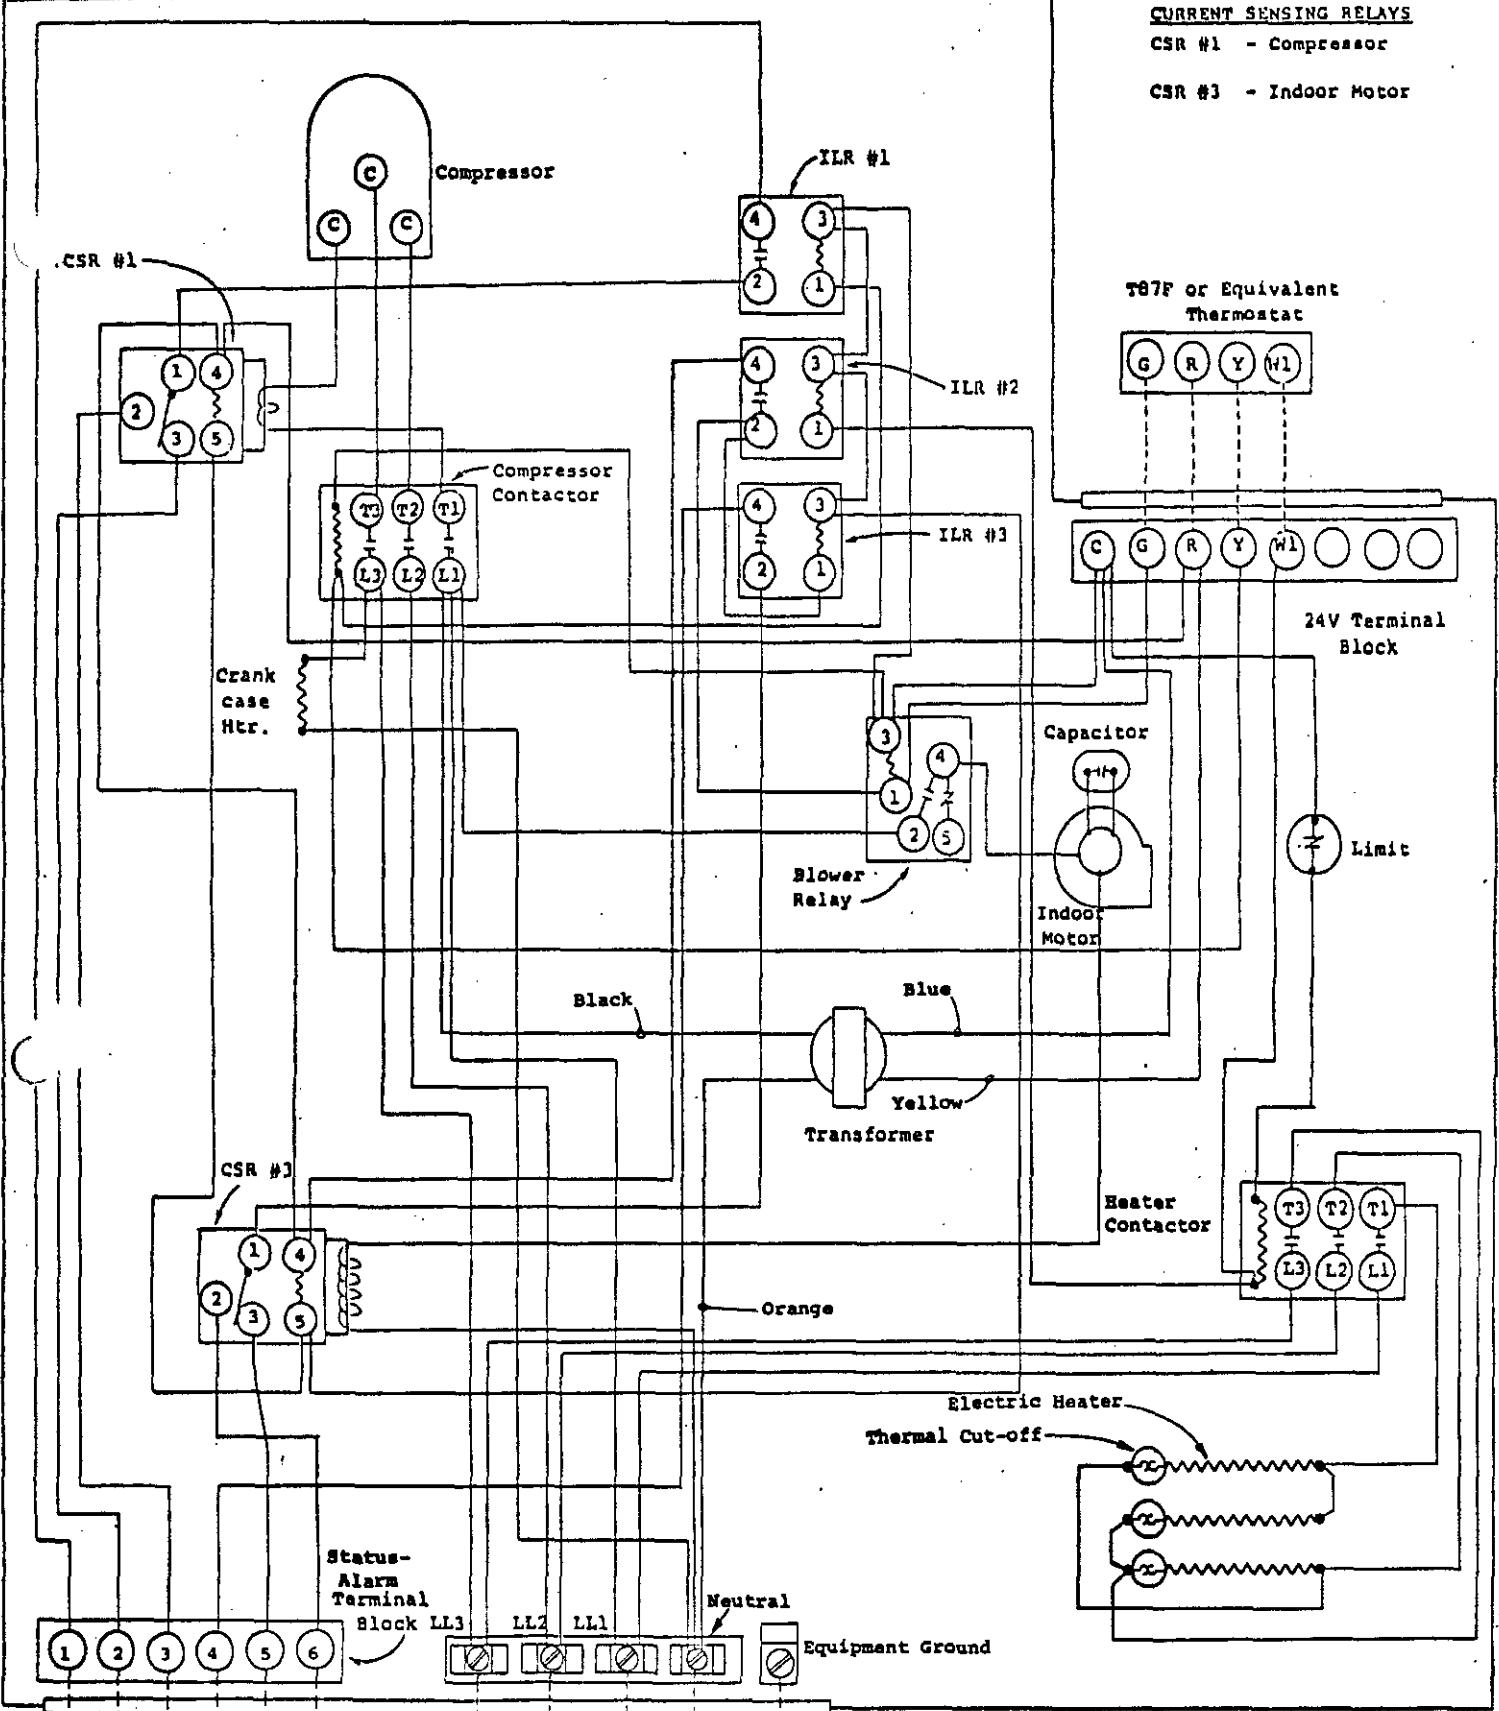 CURRENT SENSING RELAYS
CSR #1 - Compressor
CSR #3 - Indoor Motor
ILR #1
C
Compressor
C C
4 3
.CSR #1
2 1
T87F or Equivalent
Thermostat
G R Y W1
1 4
2
3 5
4 3
ILR #2
2 1
Compressor
Contactor
T3 T2 T1
L3 L2 L1
4 3
ILR #3
2 1
C G R Y W1
24V Terminal
Block
Crank
case
Htr.
3
4
1
2 5
Capacitor
Blower
Relay
Indoor
Motor
Limit
Black
Blue
Yellow
Transformer
CSR #3
1 4
2
3 5
Heater
Contactor
T3 T2 T1
L3 L2 L1
Orange
Electric Heater
Thermal Cut-off
Status-
Alarm
Terminal
Block
LL3 LL2 LL1
Neutral
1 2 3 4 5 6
Equipment Ground